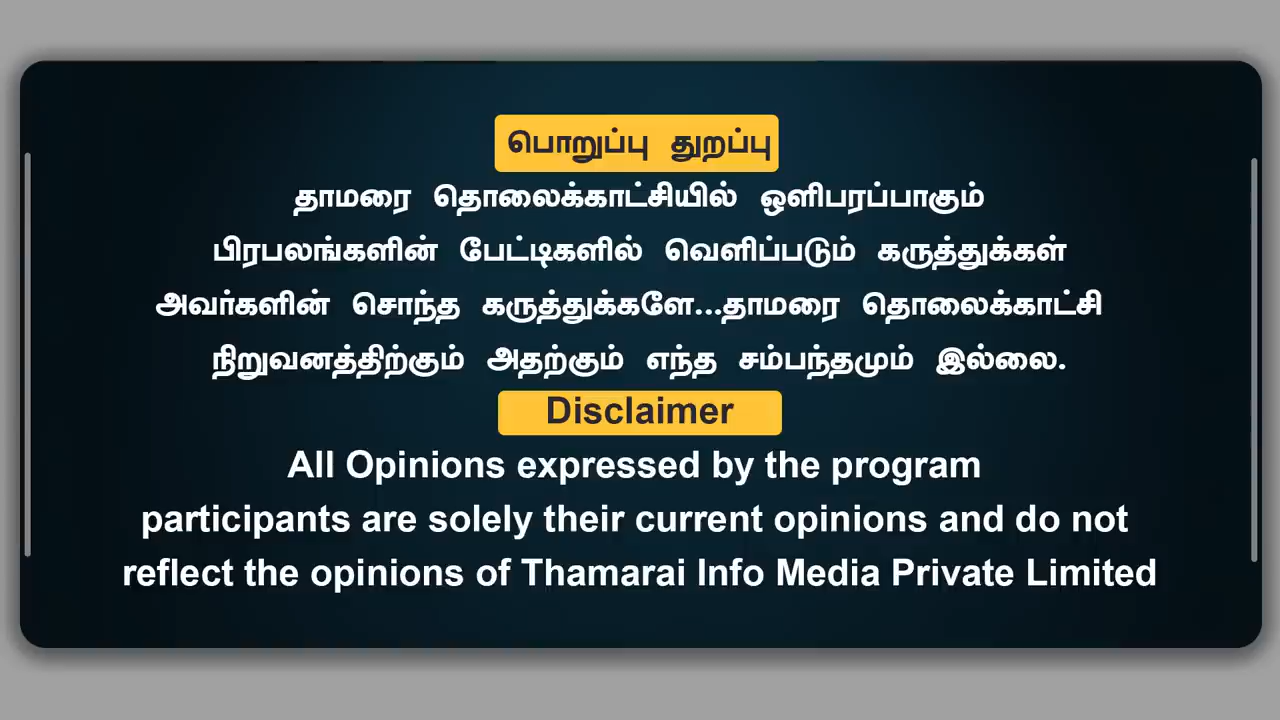 பொறுப்பு துறப்பு
தாமரை தொலைக்காட்சியில் ஒளிபரப்பாகும்
பிரபலங்களின் பேட்டிகளில் வெளிப்படும் கருத்துக்கள்
அவர்களின் சொந்த கருத்துக்களே...தாமரை தொலைக்காட்சி
நிறுவனத்திற்கும் அதற்கும் எந்த சம்பந்தமும் இல்லை.
Disclaimer
All Opinions expressed by the program
participants are solely their current opinions and do not
reflect the opinions of Thamarai Info Media Private Limited